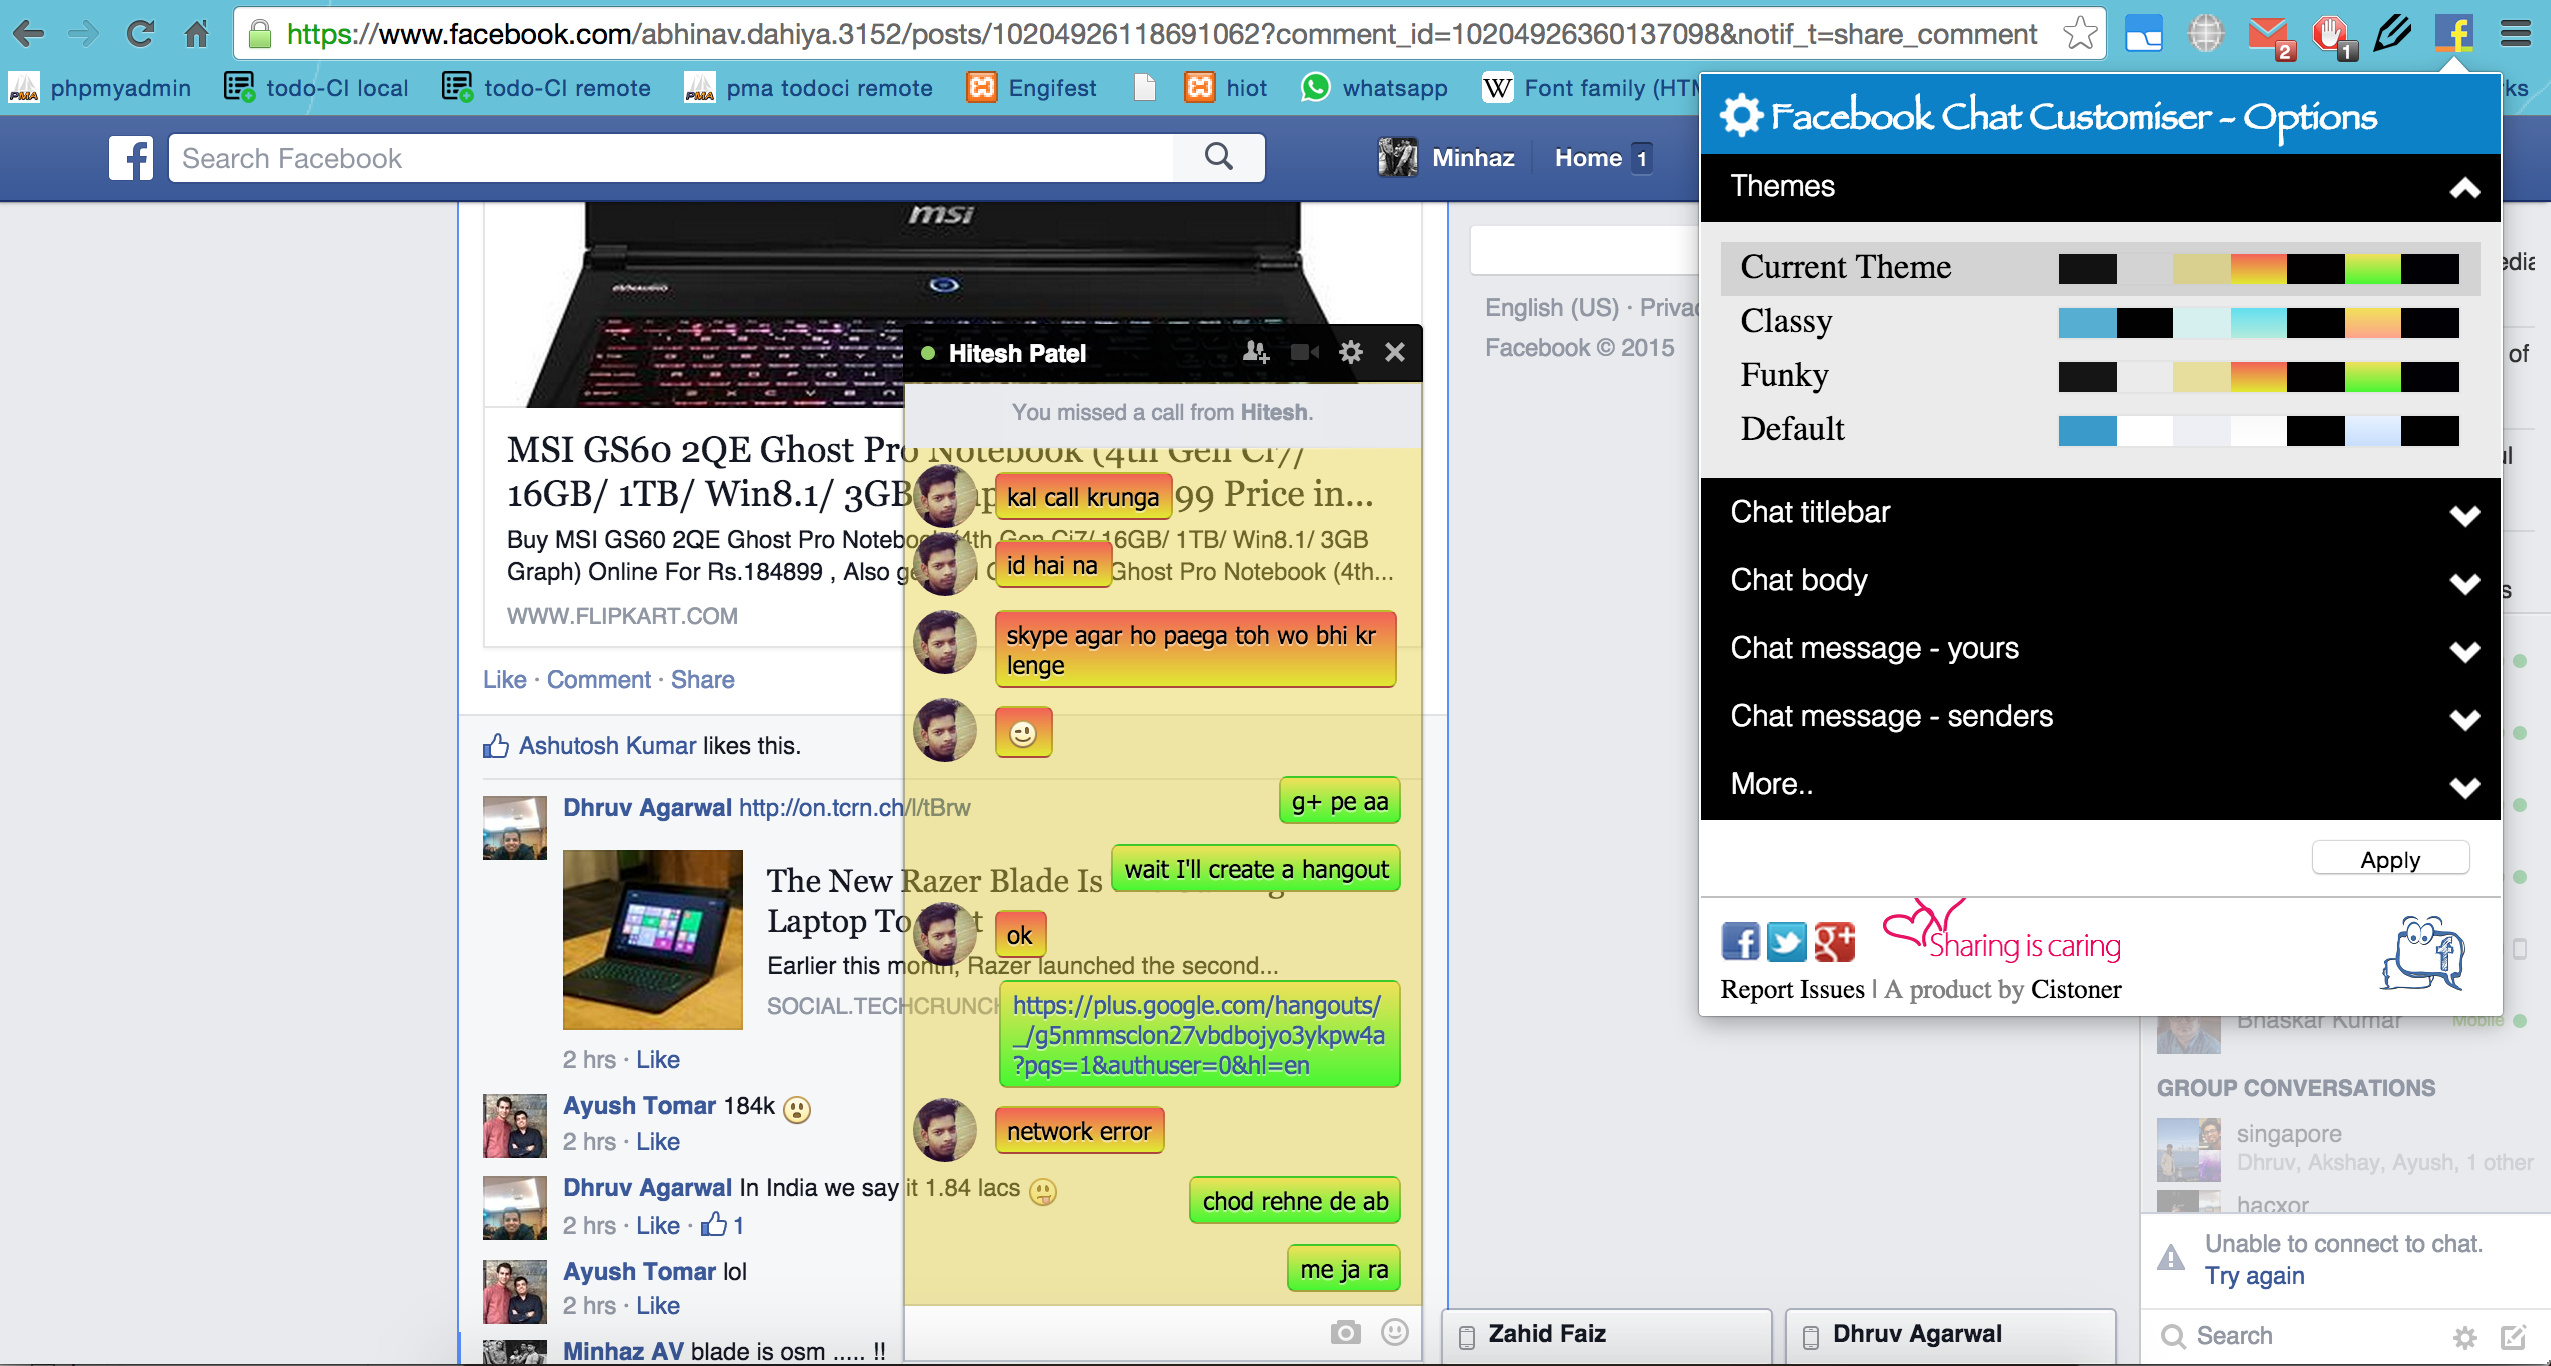 https://www.facebook.com/abhinav.dahiya.3152/posts/10204926118691062?comment_id=10204926360137098&notif_t=share_comment
2
1
phpmyadmin
todo-CI local
todo-CI remote
PMA
pma todoci remote
Engifest
hiot
whatsapp
W
Font family (HTM
ks
Search Facebook
Minhaz
Home 1
msi
MSI GS60 2QE Ghost Pro Notebook (4th Gen Ci7/
16GB/ 1TB/ Win8.1/ 3GB 99 Price in...
Buy MSI GS60 2QE Ghost Pro Notebook (4th Gen Ci7/ 16GB/ 1TB/ Win8.1/ 3GB
Graph) Online For Rs.184899 , Also Ghost Pro Notebook (4th...
WWW.FLIPKART.COM
Like · Comment · Share
Ashutosh Kumar likes this.
Dhruv Agarwal http://on.tcrn.ch/l/tBrw
The New Razer Blade Is
Laptop To
Earlier this month, Razer launched the second...
SOCIAL.TECHCRUNCH
2 hrs · Like
Ayush Tomar 184k
2 hrs · Like
Dhruv Agarwal In India we say it 1.84 lacs
2 hrs · Like · 1
Ayush Tomar lol
2 hrs · Like
Minhaz AV blade is osm ..... !!
Hitesh Patel
You missed a call from Hitesh.
kal call krunga
id hai na
skype agar ho paega toh wo bhi kr
lenge
g+ pe aa
wait I'll create a hangout
ok
https://plus.google.com/hangouts/
_/g5nmmsclon27vbdbojyo3ykpw4a
?pqs=1&authuser=0&hl=en
network error
chod rehne de ab
me ja ra
English (US) · Priva
Facebook © 2015
Facebook Chat Customiser - Options
Themes
Current Theme
Classy
Funky
Default
Chat titlebar
Chat body
Chat message - yours
Chat message - senders
More..
Apply
Sharing is caring
Report Issues | A product by Cistoner
edia
of
Bhaskar Kumar
Mobile
GROUP CONVERSATIONS
singapore
Dhruv, Akshay, Ayush, 1 other
hacxor
Unable to connect to chat.
Try again
Zahid Faiz
Dhruv Agarwal
Search